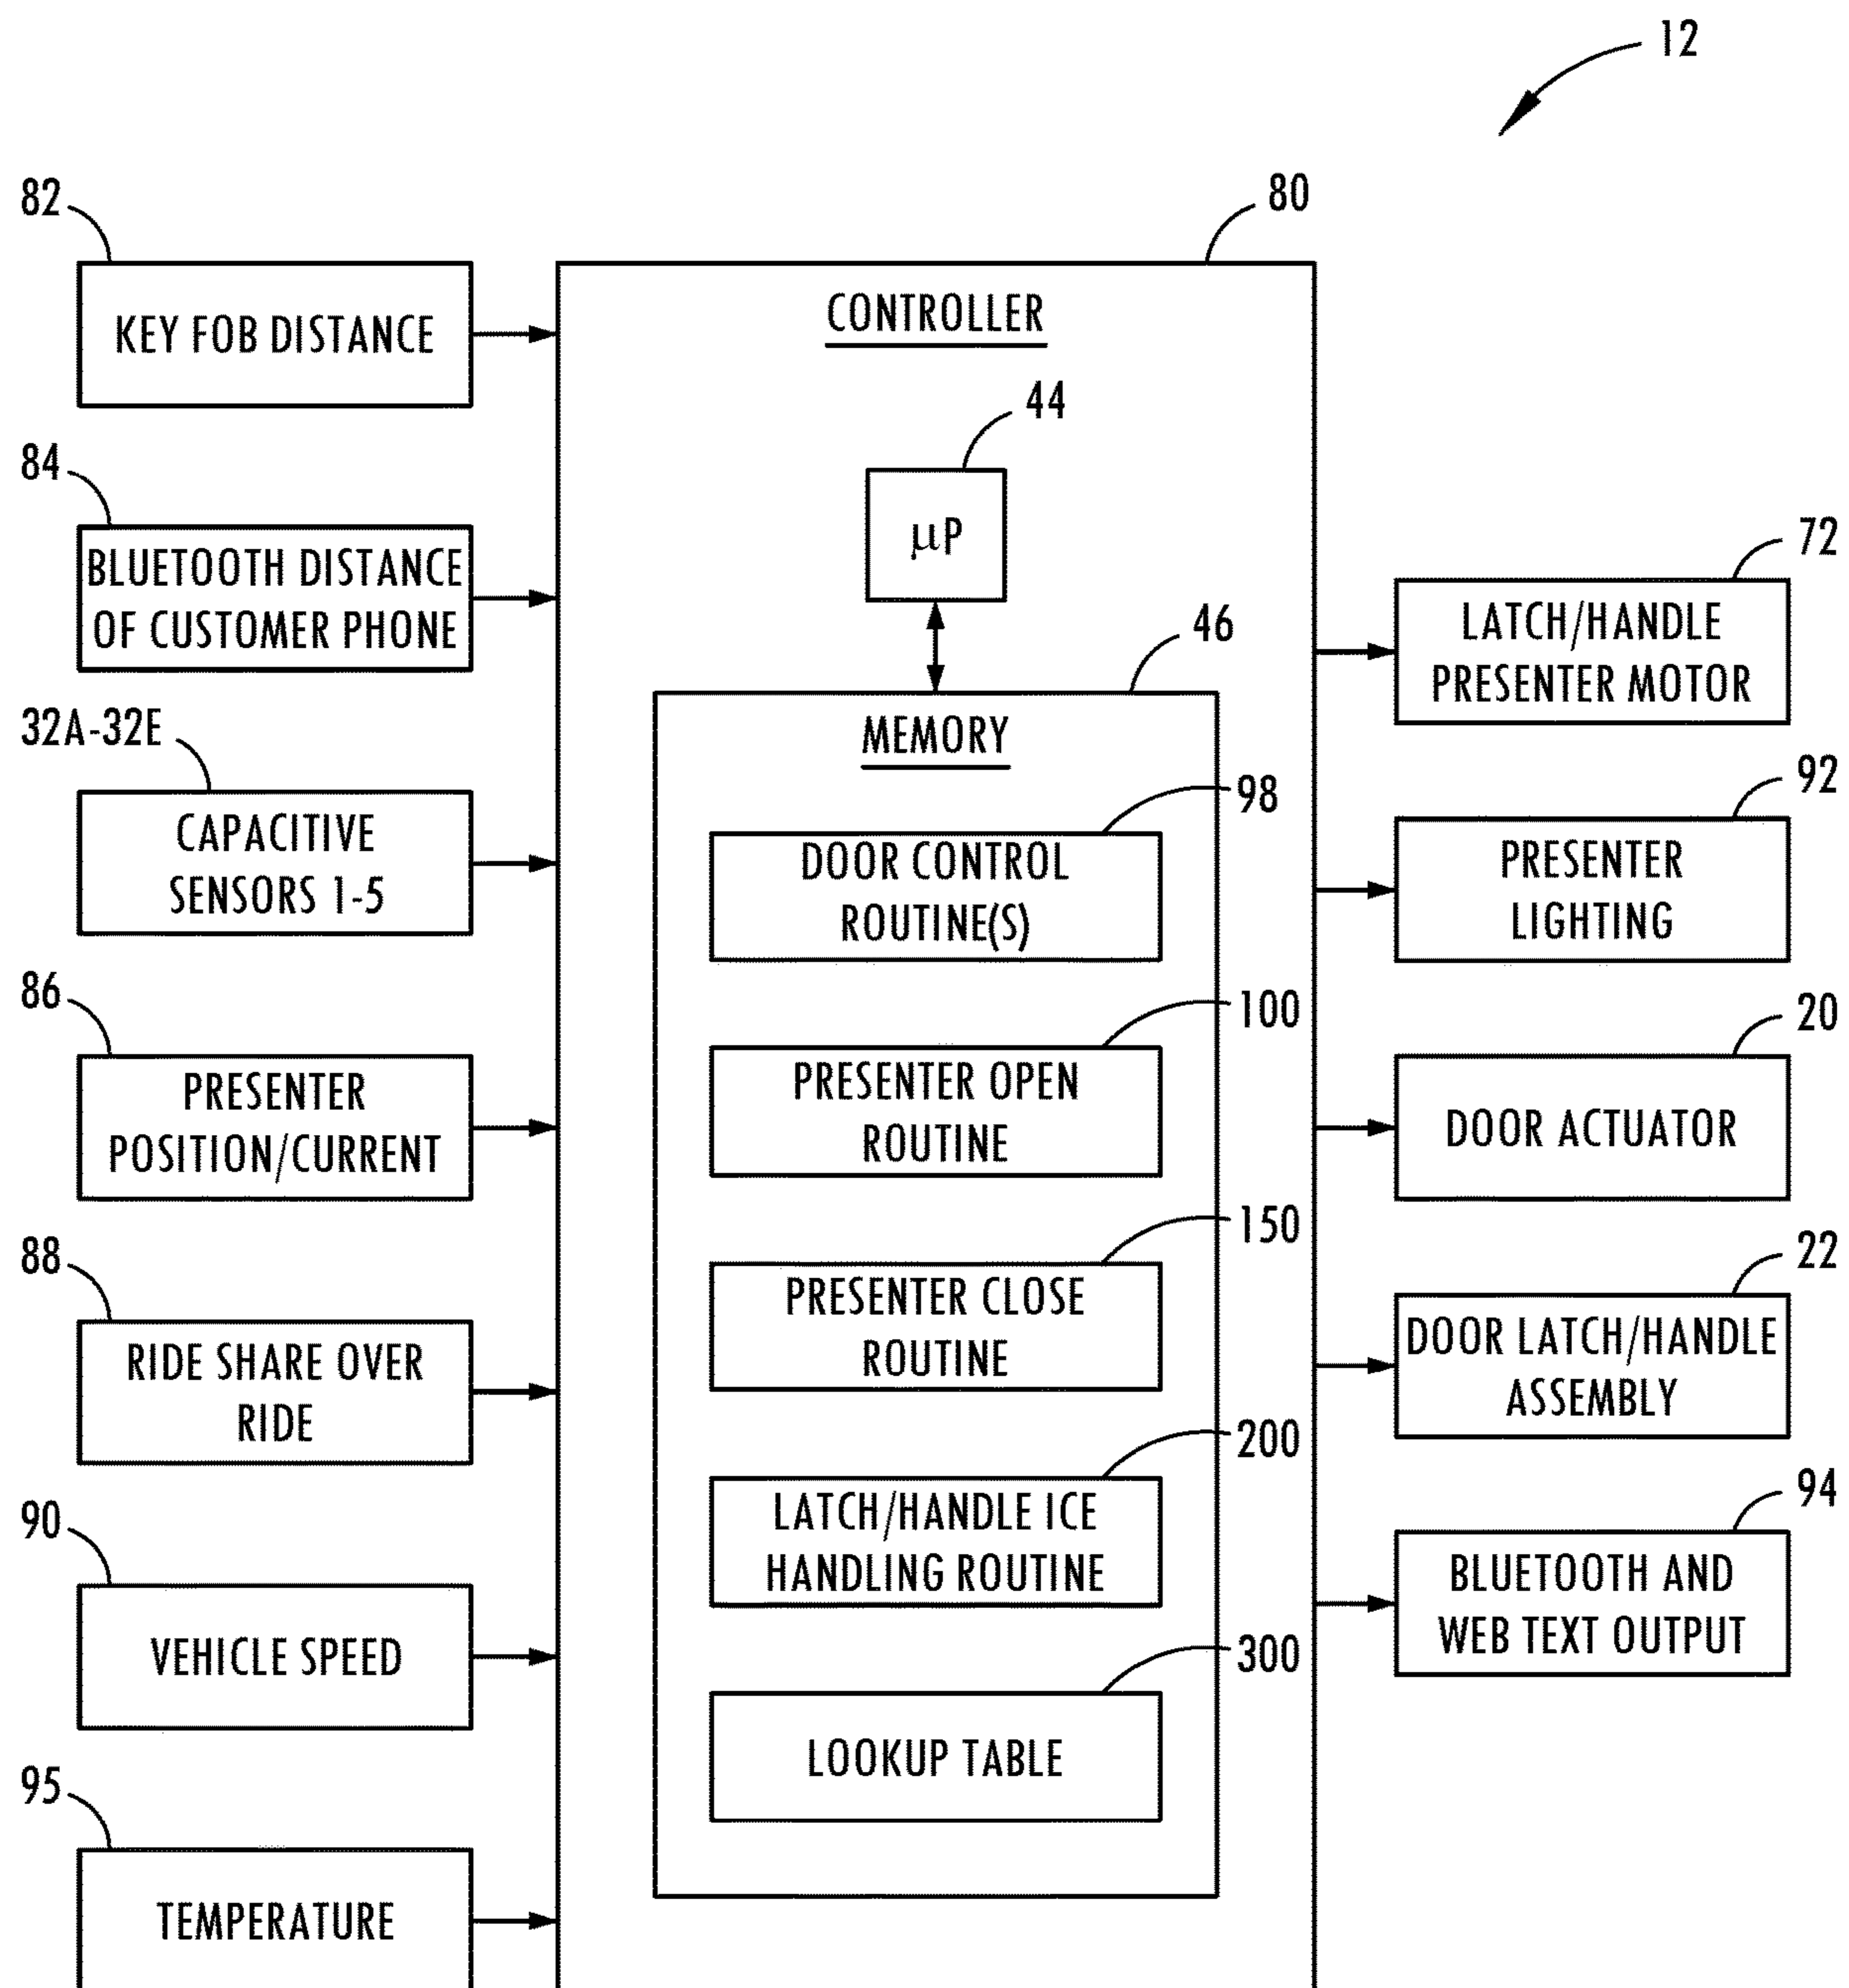 12
82
KEY FOB DISTANCE
84
BLUETOOTH DISTANCE
OF CUSTOMER PHONE
32A-32E
CAPACITIVE
SENSORS 1-5
86
PRESENTER
POSITION/CURRENT
88
RIDE SHARE OVER
RIDE
90
VEHICLE SPEED
95
TEMPERATURE
80
CONTROLLER
44
μP
46
MEMORY
98
DOOR CONTROL
ROUTINE(S)
100
PRESENTER OPEN
ROUTINE
150
PRESENTER CLOSE
ROUTINE
200
LATCH/HANDLE ICE
HANDLING ROUTINE
300
LOOKUP TABLE
72
LATCH/HANDLE
PRESENTER MOTOR
92
PRESENTER
LIGHTING
20
DOOR ACTUATOR
22
DOOR LATCH/HANDLE
ASSEMBLY
94
BLUETOOTH AND
WEB TEXT OUTPUT